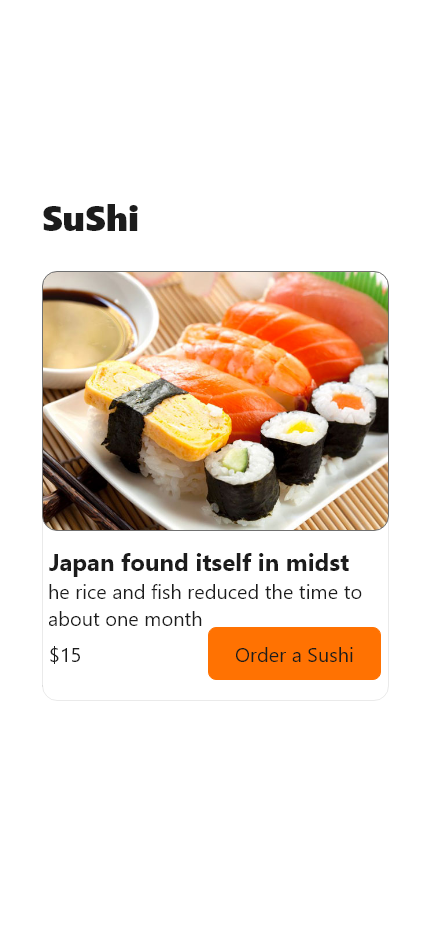 SuShi
Japan found itself in midst
he rice and fish reduced the time to
about one month
$15
Order a Sushi